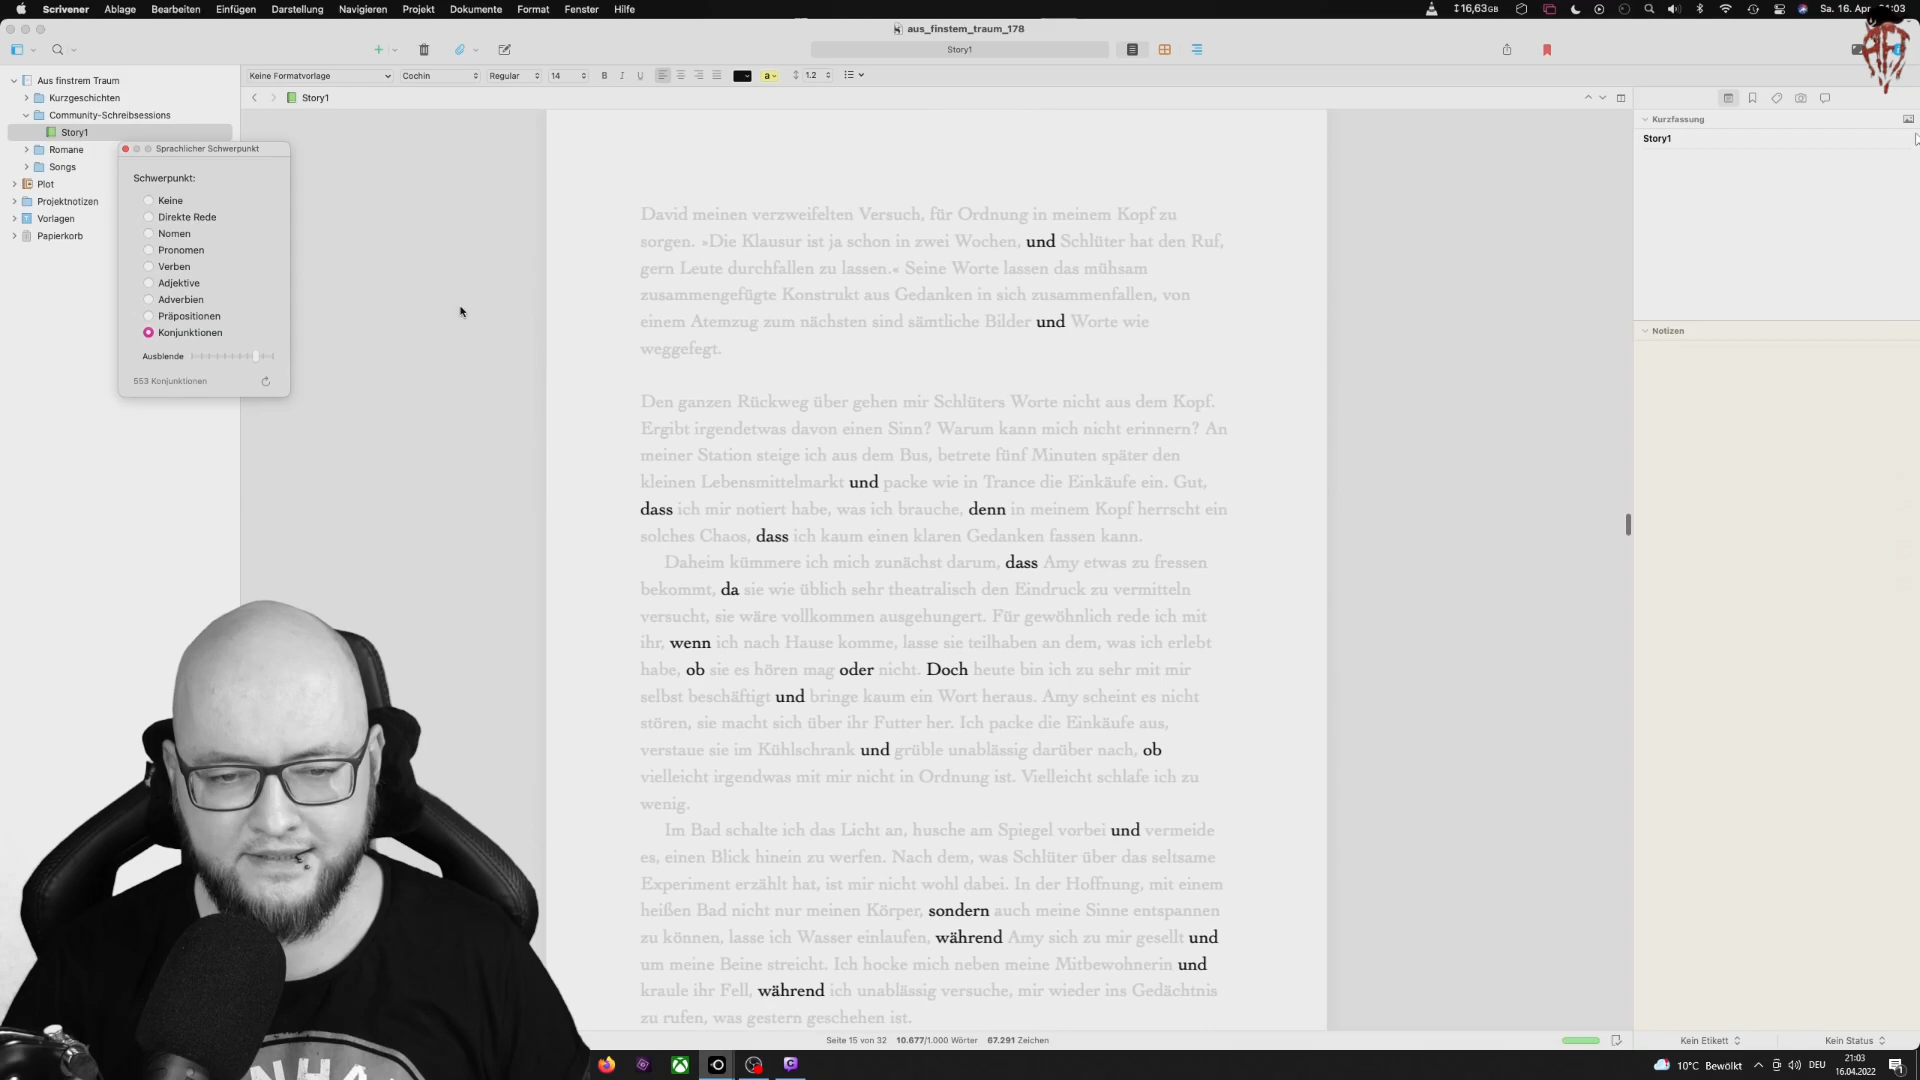 Scrivener Ablage Bearbeiten Einfügen Darstellung Navigieren Projekt Dokumente Format Fenster Hilfe
16,63GB
Sa. 16. Apr.
aus_finstem_traum_178
Story1
Keine Formatvorlage
Cochin
Regular
14
B I U
a
1.2
Story1
Aus finstrem Traum
Kurzgeschichten
Community-Schreibsessions
Story1
Romane
Songs
Plot
Projektnotizen
Vorlagen
Papierkorb
Sprachlicher Schwerpunkt
Schwerpunkt:
Keine
Direkte Rede
Nomen
Pronomen
Verben
Adjektive
Adverbien
Präpositionen
Konjunktionen
Ausblende
553 Konjunktionen
David meinen verzweifelten Versuch, für Ordnung in meinem Kopf zu
sorgen. »Die Klausur ist ja schon in zwei Wochen, und Schlüter hat den Ruf,
gern Leute durchfallen zu lassen.« Seine Worte lassen das mühsam
zusammengefügte Konstrukt aus Gedanken in sich zusammenfallen, von
einem Atemzug zum nächsten sind sämtliche Bilder und Worte wie
weggefegt.
Den ganzen Rückweg über gehen mir Schlüters Worte nicht aus dem Kopf.
Ergibt irgendetwas davon einen Sinn? Warum kann mich nicht erinnern? An
meiner Station steige ich aus dem Bus, betrete fünf Minuten später den
kleinen Lebensmittelmarkt und packe wie in Trance die Einkäufe ein. Gut,
dass ich mir notiert habe, was ich brauche, denn in meinem Kopf herrscht ein
solches Chaos, dass ich kaum einen klaren Gedanken fassen kann.
Daheim kümmere ich mich zunächst darum, dass Amy etwas zu fressen
bekommt, da sie wie üblich sehr theatralisch den Eindruck zu vermitteln
versucht, sie wäre vollkommen ausgehungert. Für gewöhnlich rede ich mit
ihr, wenn ich nach Hause komme, lasse sie teilhaben an dem, was ich erlebt
habe, ob sie es hören mag oder nicht. Doch heute bin ich zu sehr mit mir
selbst beschäftigt und bringe kaum ein Wort heraus. Amy scheint es nicht
stören, sie macht sich über ihr Futter her. Ich packe die Einkäufe aus,
verstaue sie im Kühlschrank und grüble unablässig darüber nach, ob
vielleicht irgendwas mit mir nicht in Ordnung ist. Vielleicht schlafe ich zu
wenig.
Im Bad schalte ich das Licht an, husche am Spiegel vorbei und vermeide
es, einen Blick hinein zu werfen. Nach dem, was Schlüter über das seltsame
Experiment erzählt hat, ist mir nicht wohl dabei. In der Hoffnung, mit einem
heißen Bad nicht nur meinen Körper, sondern auch meine Sinne entspannen
zu können, lasse ich Wasser einlaufen, während Amy sich zu mir gesellt und
um meine Beine streicht. Ich hocke mich neben meine Mitbewohnerin und
kraule ihr Fell, während ich unablässig versuche, mir wieder ins Gedächtnis
zu rufen, was gestern geschehen ist.
Kurzfassung
Story1
Notizen
Seite 15 von 32 10.677/1.000 Wörter 67.291 Zeichen
Kein Etikett
Kein Status
10°C Bewölkt
DEU
21:03
16.04.2022